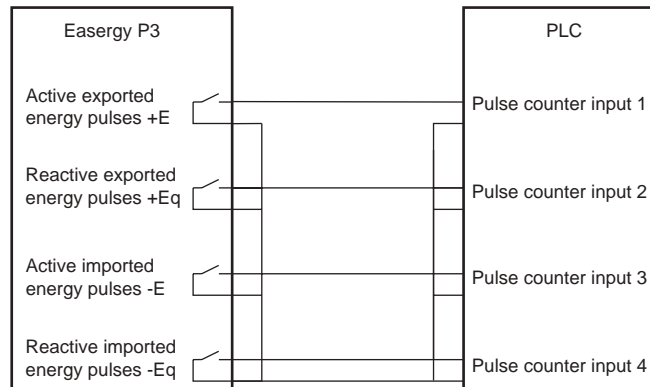 Easergy P3
PLC
Active exported
energy pulses +E
Pulse counter input 1
Reactive exported
energy pulses +Eq
Pulse counter input 2
Active imported
energy pulses -E
Pulse counter input 3
Reactive imported
energy pulses -Eq
Pulse counter input 4